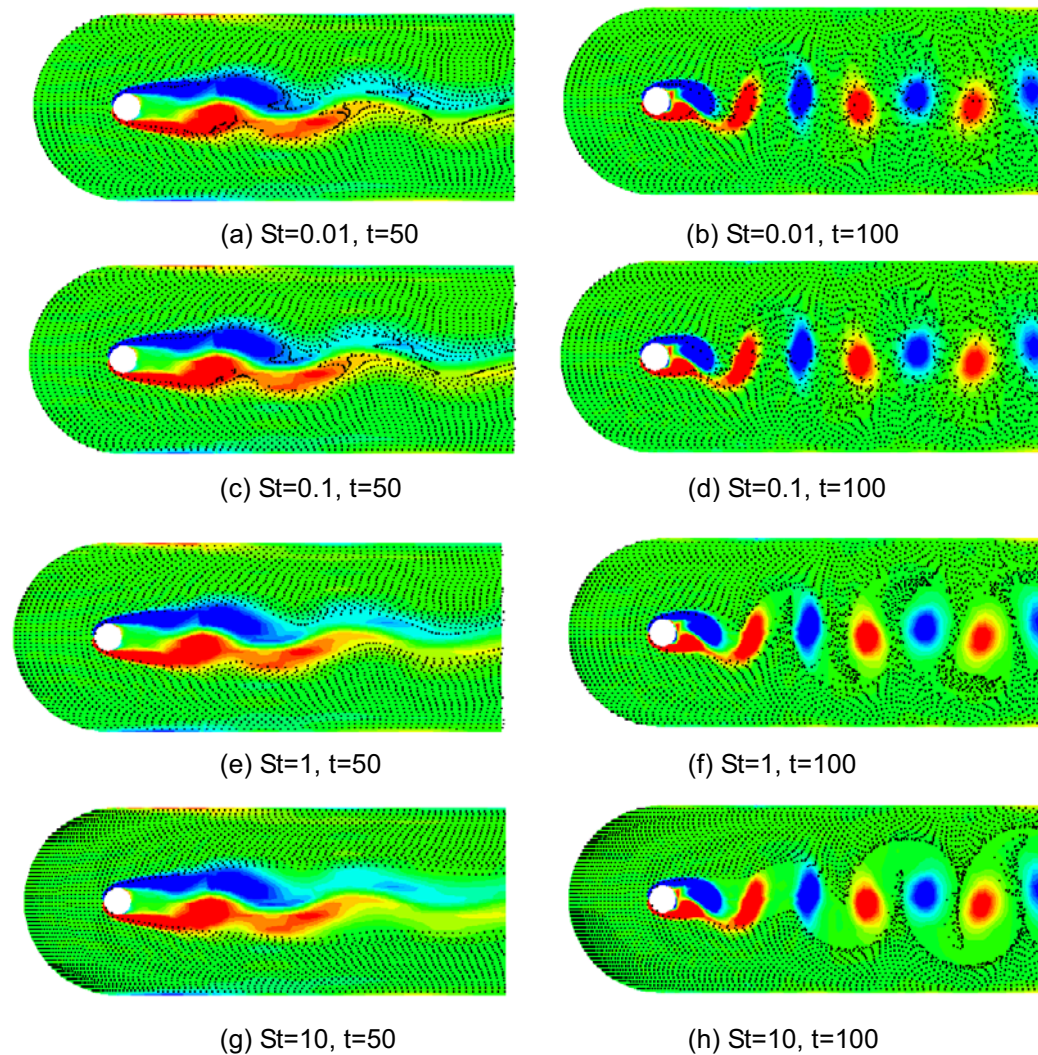 (a) St=0.01, t=50
(b) St=0.01, t=100
(c) St=0.1, t=50
(d) St=0.1, t=100
(e) St=1, t=50
(f) St=1, t=100
(g) St=10, t=50
(h) St=10, t=100